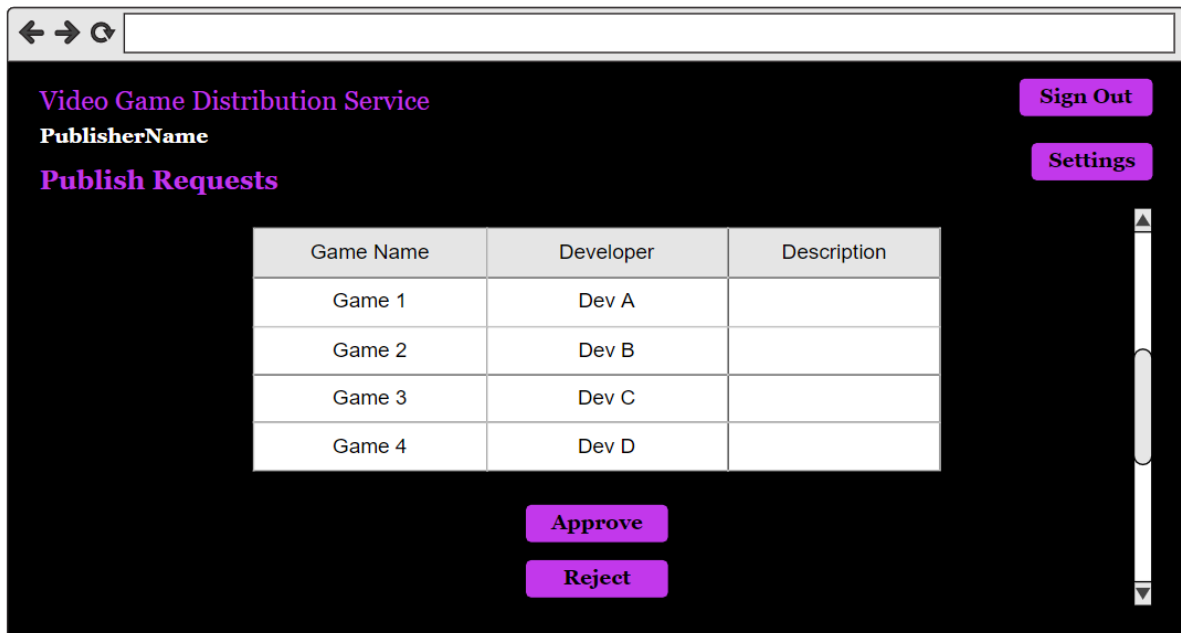 Video Game Distribution Service
Sign Out
PublisherName
Settings
Publish Requests
Game Name Developer Description
Game 1 Dev A
Game 2 Dev B
Game 3 Dev C
Game 4 Dev D
Approve
Reject